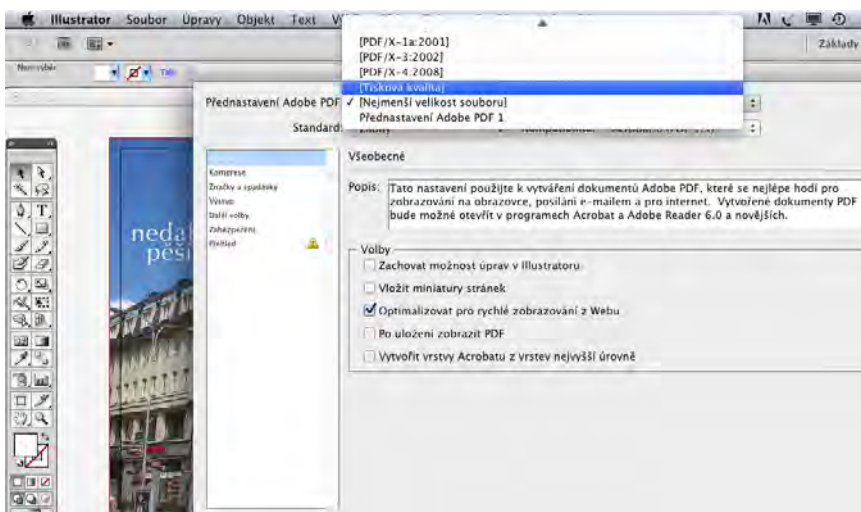 Illustrator Soubor Úpravy Objekt Text
Základy
[PDF/X-1a:2001]
[PDF/X-3:2002]
[PDF/X-4:2008]
[Tisková kvalita]
Přednastavení Adobe PDF ✓ [Nejmenší velikost souboru]
Přednastavení Adobe PDF 1
Standard:
Všeobecné
Komprese
Značky a spadávky
Výstup
Další volby
Zabezpečení
Přehled
Popis: Tato nastavení použijte k vytváření dokumentů Adobe PDF, které se nejlépe hodí pro
zobrazování na obrazovce, posílání e-mailem a pro internet. Vytvořené dokumenty PDF
bude možné otevřít v programech Acrobat a Adobe Reader 6.0 a novějších.
Volby
Zachovat možnost úprav v Illustratoru
Vložit miniatury stránek
Optimalizovat pro rychlé zobrazování z Webu
Po uložení zobrazit PDF
Vytvořit vrstvy Acrobatu z vrstev nejvyšší úrovně